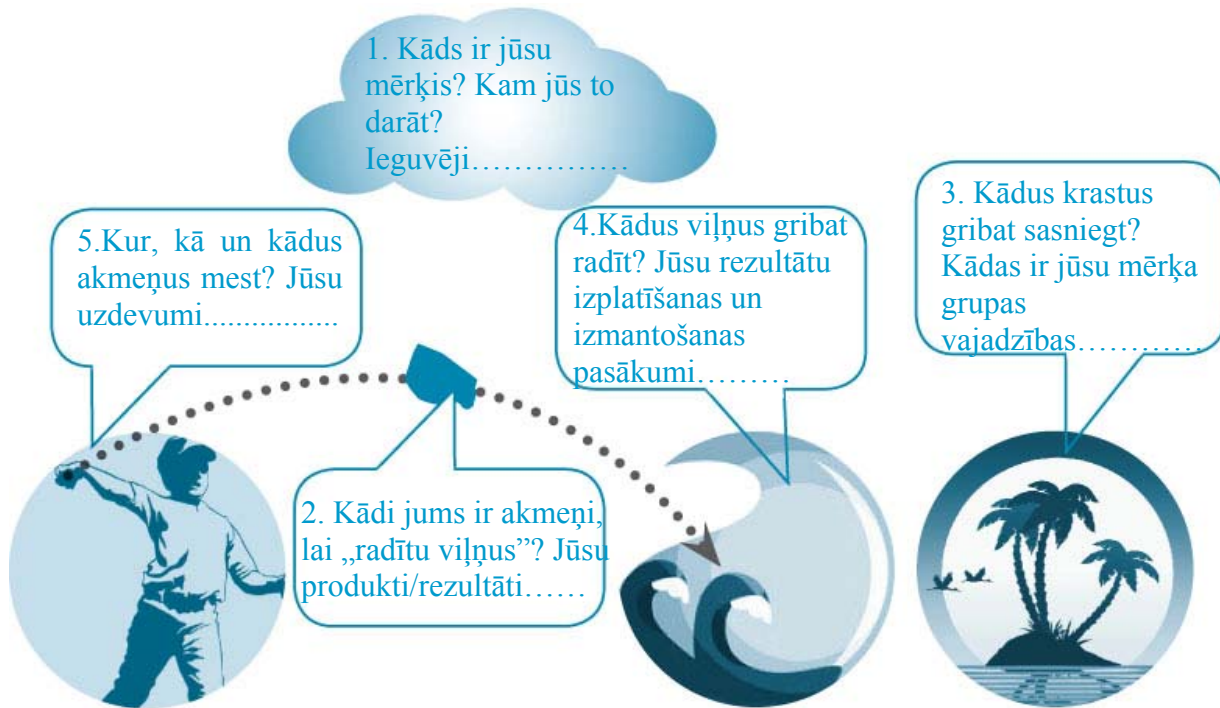 1. Kāds ir jūsu
mērķis? Kam jūs to
darāt?
Ieguvēji……………
5.Kur, kā un kādus
akmeņus mest? Jūsu
uzdevumi.................
2. Kādi jums ir akmeņi,
lai „radītu viļņus”? Jūsu
produkti/rezultāti……
4.Kādus viļņus gribat
radīt? Jūsu rezultātu
izplatīšanas un
izmantošanas
pasākumi………
3. Kādus krastus
gribat sasniegt?
Kādas ir jūsu mērķa
grupas
vajadzības…………